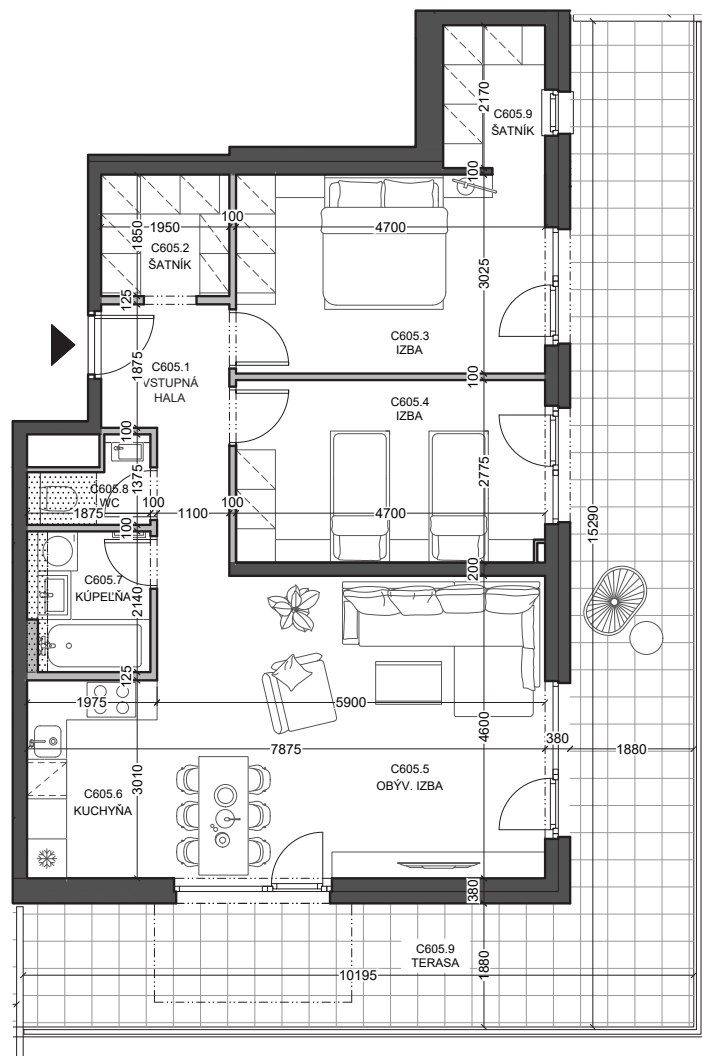 2170
C605.9
ŠATNÍK
100
1950
100
4700
1850
C605.2
ŠATNÍK
3025
125
C605.3
IZBA
C605.1
VSTUPNÁ
HALA
1875
100
C605.4
IZBA
100
1375
C605.8
WC
2775
1875
100
1100
100
4700
15290
100
C605.7
KÚPEĽŇA
2140
200
125
1975
5900
4600
7875
380
1880
C605.6
KUCHYŇA
3010
C605.5
OBÝV. IZBA
380
C605.9
TERASA
1880
10195